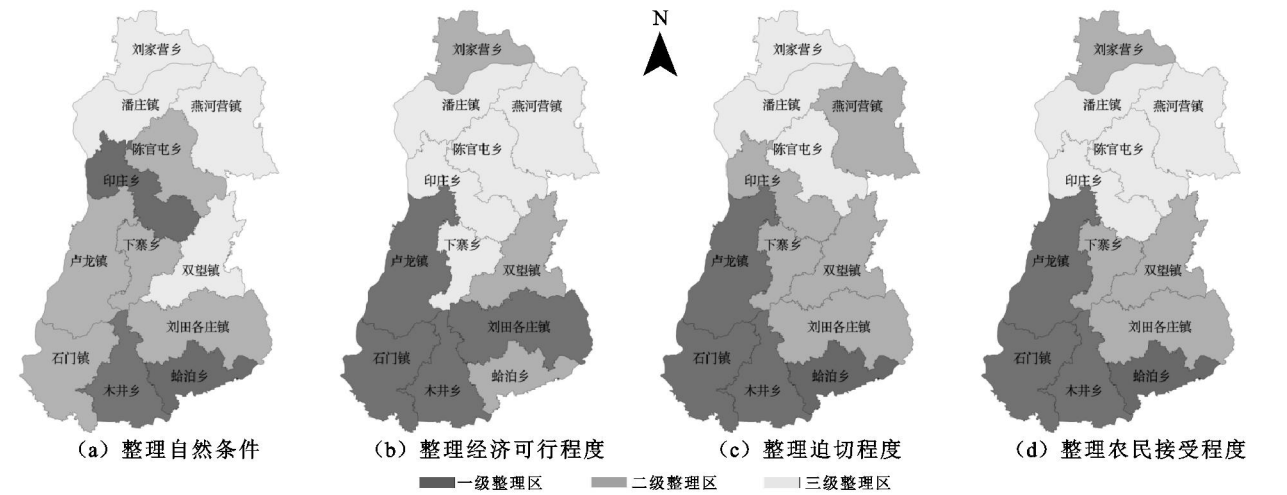 N
刘家营乡
潘庄镇
燕河营镇
陈官屯乡
印庄乡
下寨乡
卢龙镇
双望镇
刘田各庄镇
石门镇
木井乡
蛤泊乡
(a) 整理自然条件
刘家营乡
潘庄镇
燕河营镇
陈官屯乡
印庄乡
下寨乡
卢龙镇
双望镇
刘田各庄镇
石门镇
木井乡
蛤泊乡
(b) 整理经济可行程度
刘家营乡
潘庄镇
燕河营镇
陈官屯乡
印庄乡
下寨乡
卢龙镇
双望镇
刘田各庄镇
石门镇
木井乡
蛤泊乡
(c) 整理迫切程度
刘家营乡
潘庄镇
燕河营镇
陈官屯乡
印庄乡
下寨乡
卢龙镇
双望镇
刘田各庄镇
石门镇
木井乡
蛤泊乡
(d) 整理农民接受程度
一级整理区 二级整理区 三级整理区